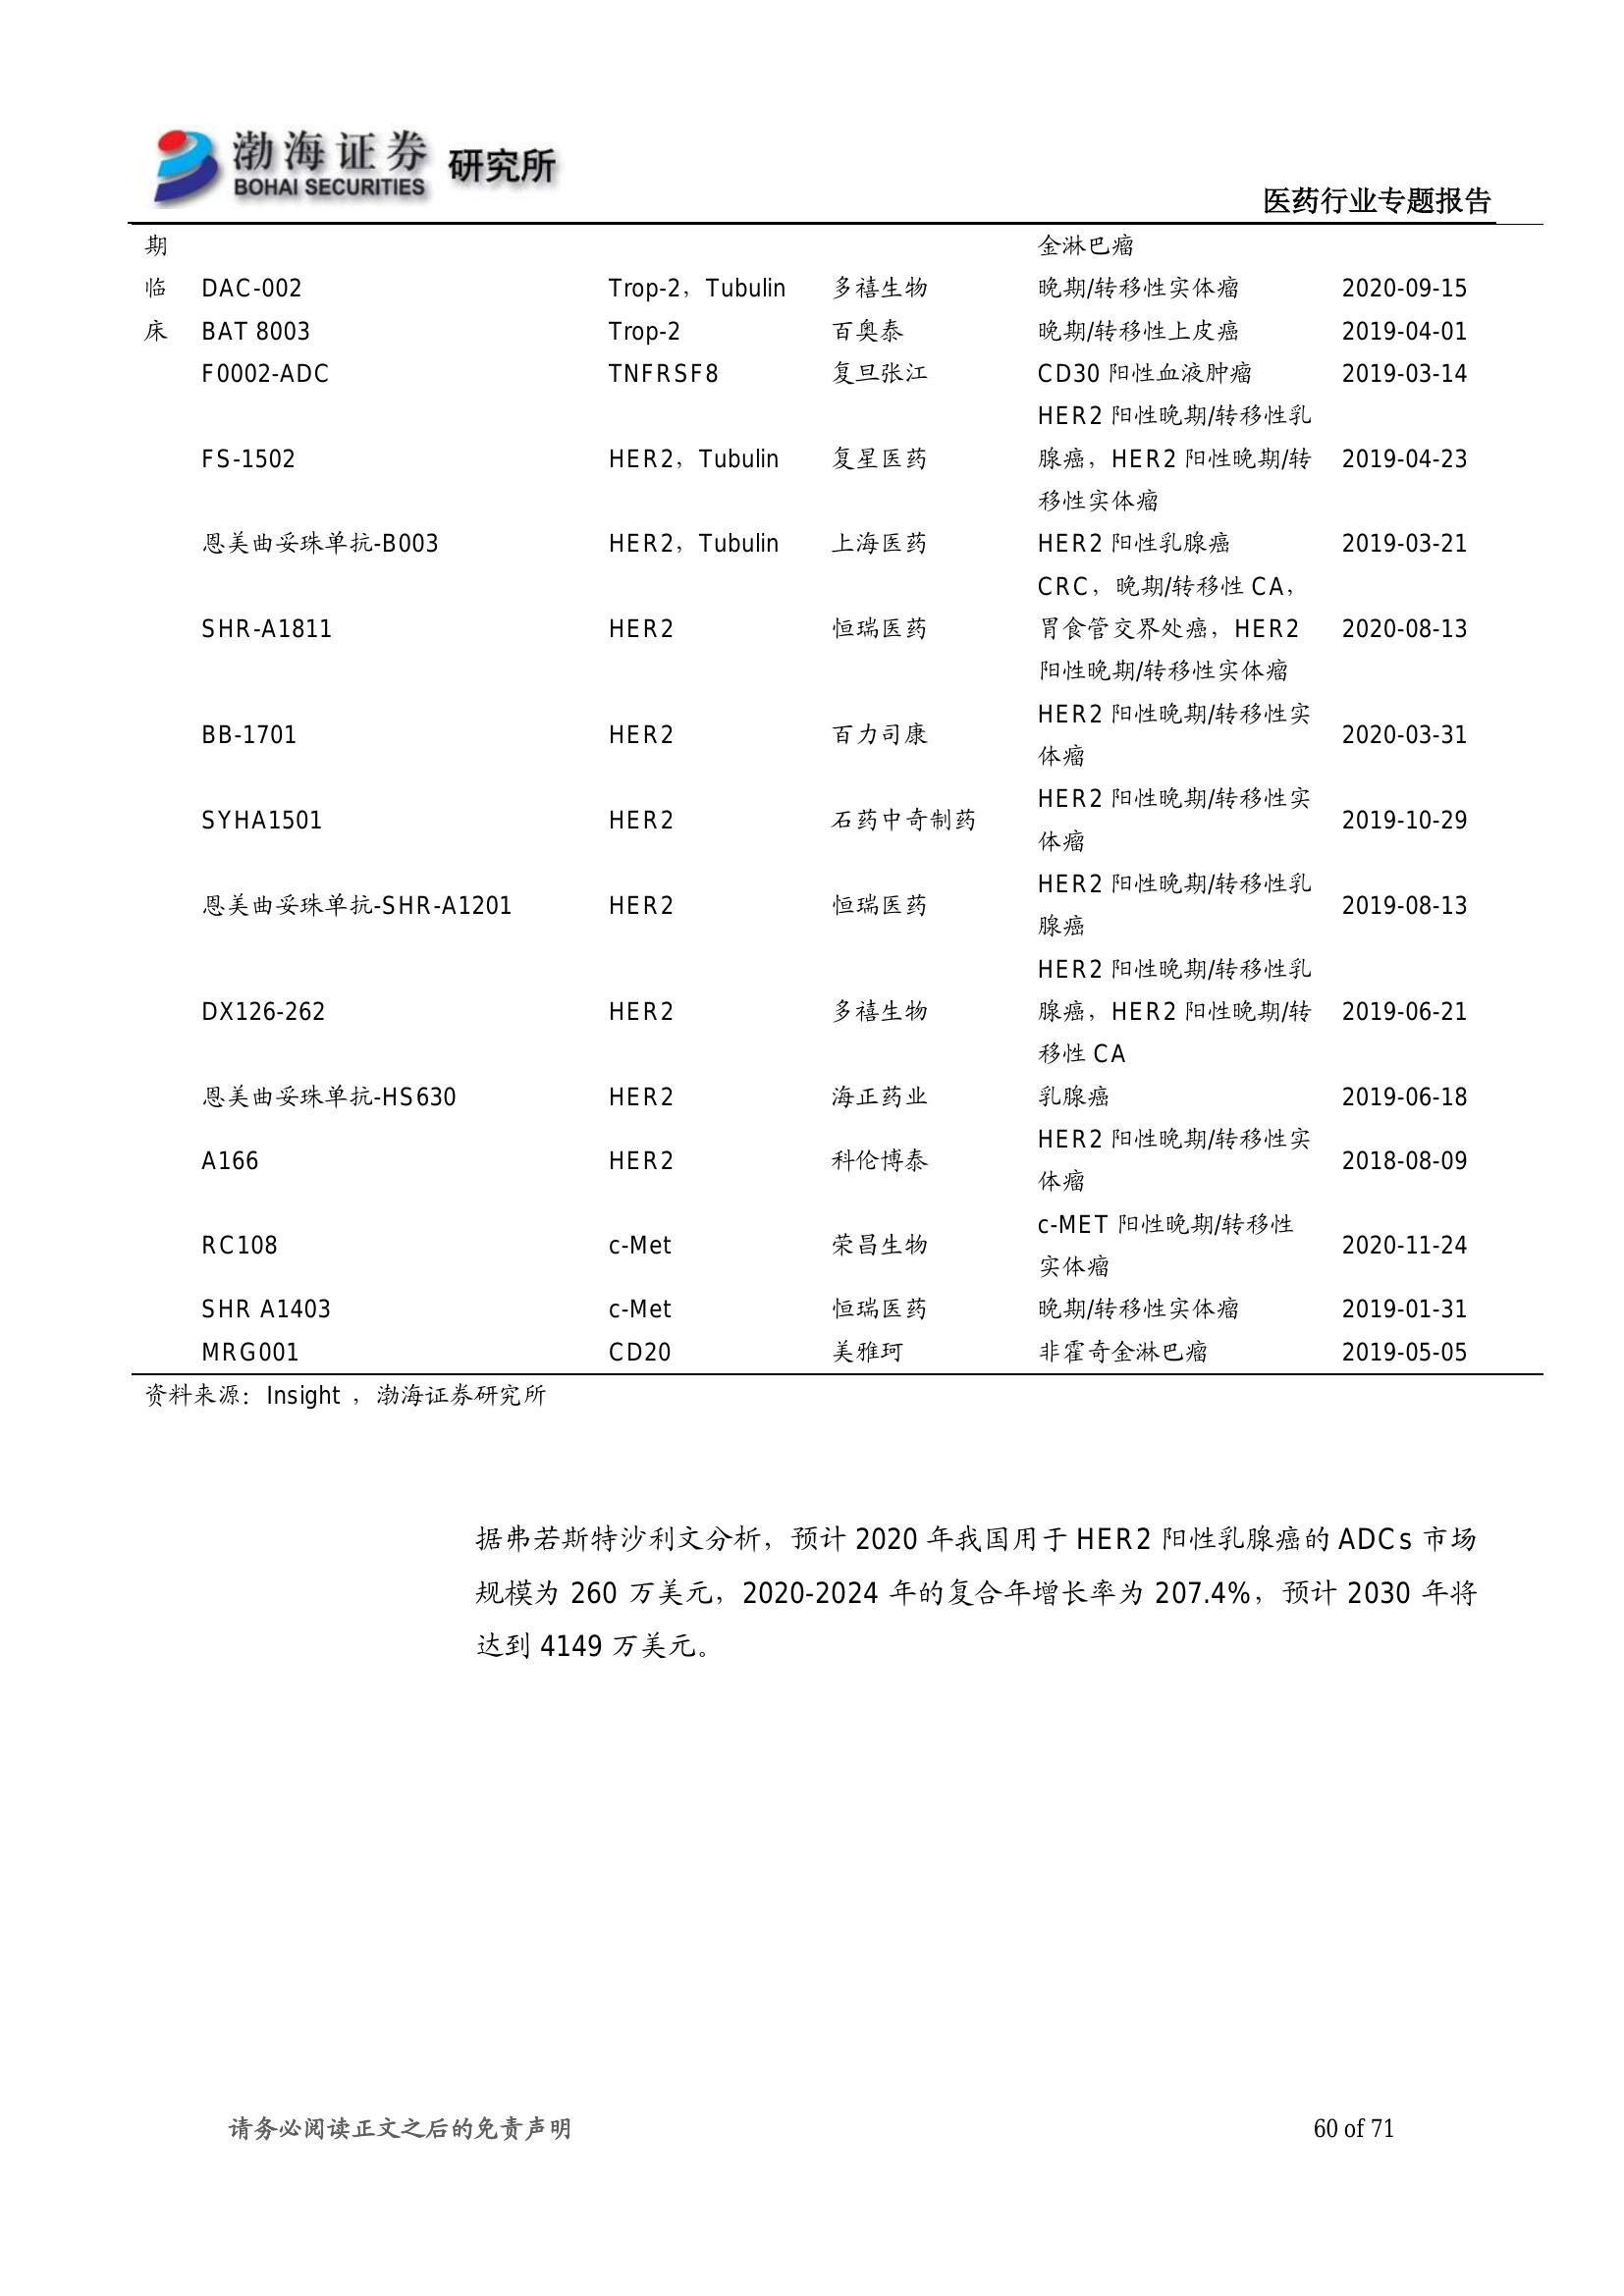 渤海证券 研究所
BOHAI SECURITIES
医药行业专题报告
期 金淋巴瘤
临 DAC-002 Trop-2，Tubulin 多禧生物 晚期/转移性实体瘤 2020-09-15
床 BAT 8003 Trop-2 百奥泰 晚期/转移性上皮癌 2019-04-01
F0002-ADC TNFRSF8 复旦张江 CD30 阳性血液肿瘤 2019-03-14
HER2 阳性晚期/转移性乳
FS-1502 HER2，Tubulin 复星医药 腺癌，HER2 阳性晚期/转 2019-04-23
移性实体瘤
恩美曲妥珠单抗-B003 HER2，Tubulin 上海医药 HER2 阳性乳腺癌 2019-03-21
CRC，晚期/转移性 CA，
SHR-A1811 HER2 恒瑞医药 胃食管交界处癌，HER2 2020-08-13
阳性晚期/转移性实体瘤
HER2 阳性晚期/转移性实
BB-1701 HER2 百力司康 2020-03-31
体瘤
HER2 阳性晚期/转移性实
SYHA1501 HER2 石药中奇制药 2019-10-29
体瘤
HER2 阳性晚期/转移性乳
恩美曲妥珠单抗-SHR-A1201 HER2 恒瑞医药 2019-08-13
腺癌
HER2 阳性晚期/转移性乳
DX126-262 HER2 多禧生物 腺癌，HER2 阳性晚期/转 2019-06-21
移性 CA
恩美曲妥珠单抗-HS630 HER2 海正药业 乳腺癌 2019-06-18
HER2 阳性晚期/转移性实
A166 HER2 科伦博泰 2018-08-09
体瘤
c-MET 阳性晚期/转移性
RC108 c-Met 荣昌生物 2020-11-24
实体瘤
SHR A1403 c-Met 恒瑞医药 晚期/转移性实体瘤 2019-01-31
MRG001 CD20 美雅珂 非霍奇金淋巴瘤 2019-05-05
资料来源：Insight ，渤海证券研究所
据弗若斯特沙利文分析，预计 2020 年我国用于 HER2 阳性乳腺癌的 ADCs 市场
规模为 260 万美元，2020-2024 年的复合年增长率为 207.4%，预计 2030 年将
达到 4149 万美元。
请务必阅读正文之后的免责声明 60 of 71